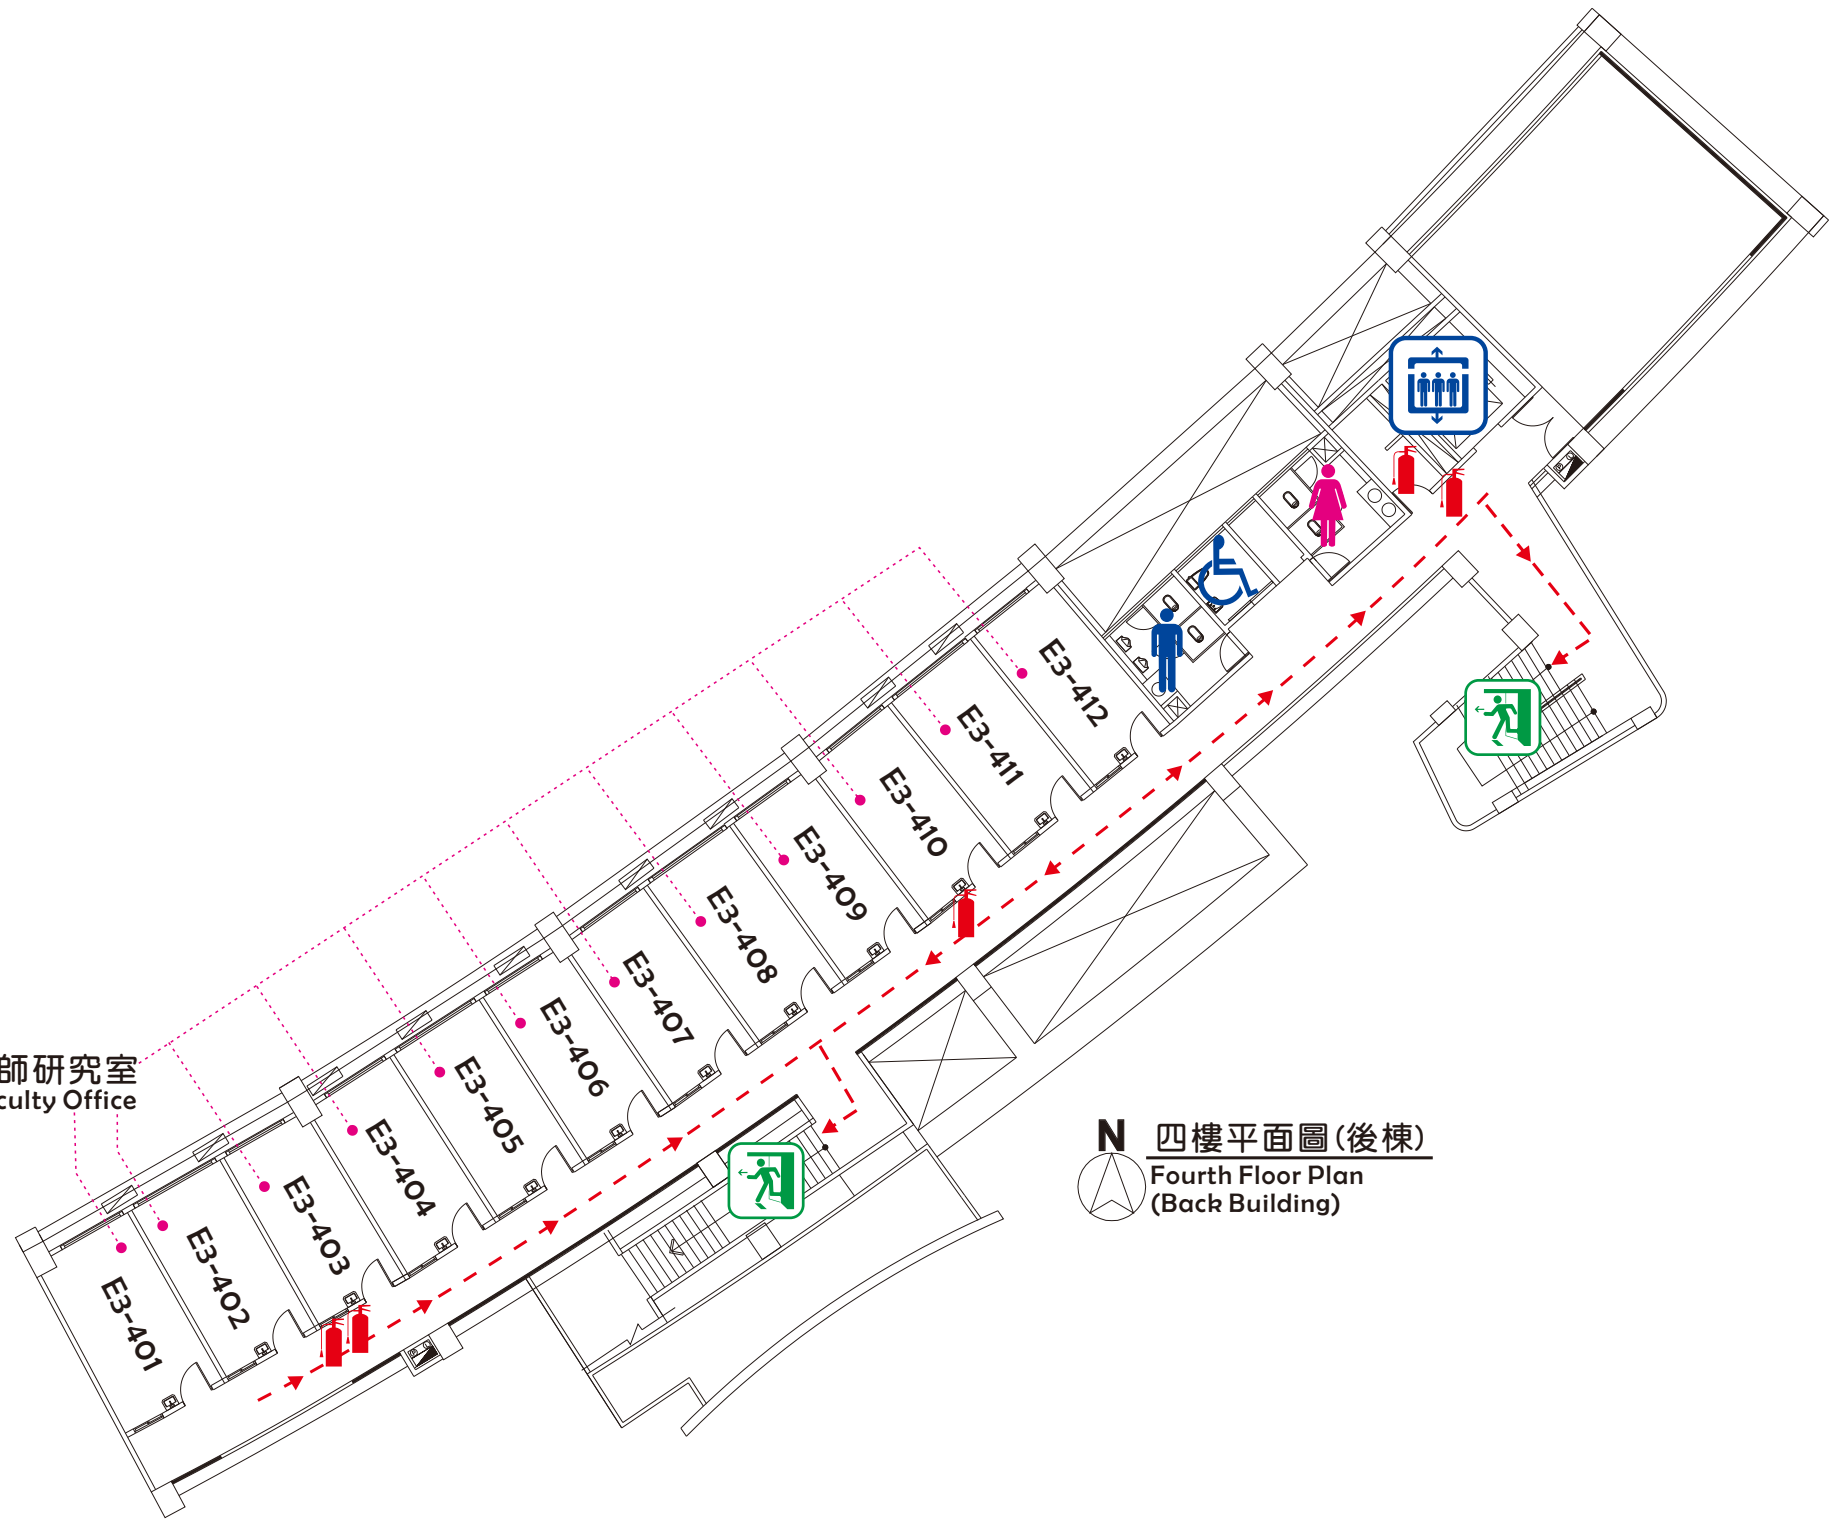 E3-412
E3-411
E3-410
E3-409
E3-408
E3-407
E3-406
E3-405
E3-404
E3-403
E3-402
E3-401
師研究室
culty Office
N
四樓平面圖(後棟)
Fourth Floor Plan
(Back Building)